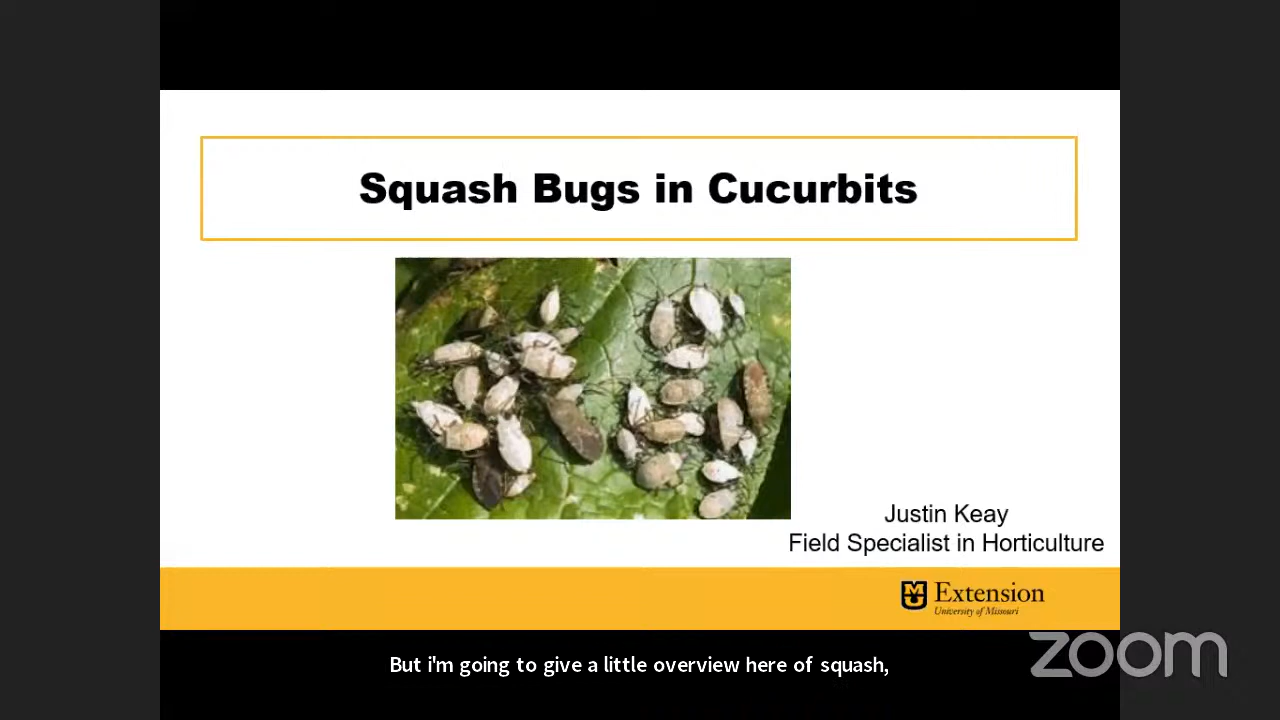 Squash Bugs in Cucurbits
Justin Keay
Field Specialist in Horticulture
MU
Extension
University of Missouri
But i'm going to give a little overview here of squash,
zoom